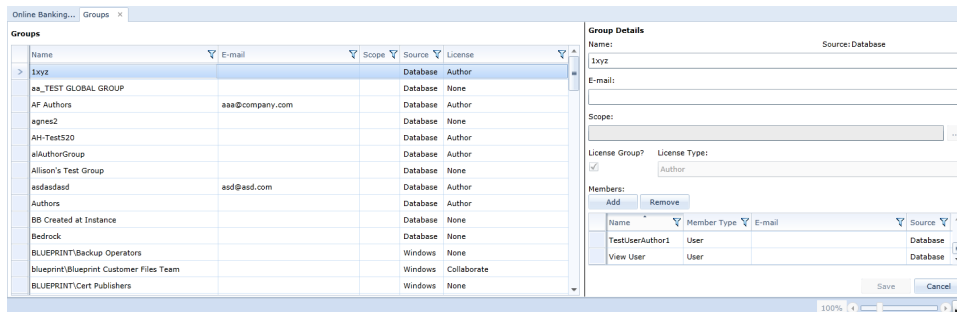 Online Banking... Groups ×
Groups
Name E-mail Scope Source License
1xyz Database Author
aa_TEST GLOBAL GROUP Database None
AF Authors aaa@company.com Database Author
agnes2 Database None
AH-Test520 Database Author
alAuthorGroup Database Author
Allison's Test Group Database None
asdasdasd asd@asd.com Database Author
Authors Database Author
BB Created at Instance Database None
Bedrock Database None
BLUEPRINT\Backup Operators Windows None
blueprint\Blueprint Customer Files Team Windows Collaborate
BLUEPRINT\Cert Publishers Windows None
Group Details
Name: Source: Database
1xyz
E-mail:
Scope:
...
License Group? License Type:
Author
Members:
Add Remove
Name Member Type E-mail Source
TestUserAuthor1 User Database
View User User Database
Save Cancel
100%